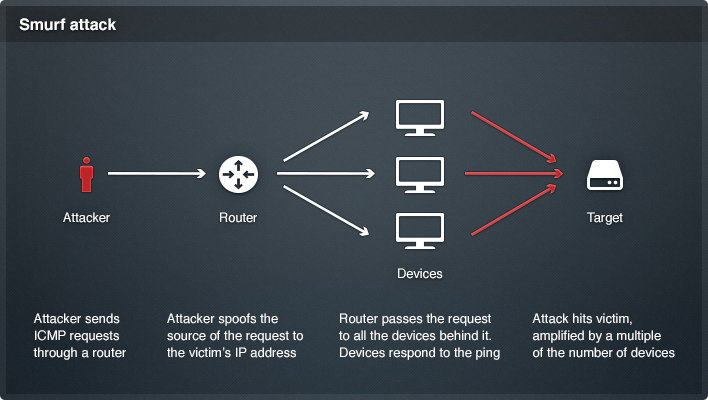 Smurf attack
Attacker
Router
Devices
Target
Attacker sends
ICMP requests
through a router
Attacker spoofs the
source of the request to
the victim's IP address
Router passes the request
to all the devices behind it.
Devices respond to the ping
Attack hits victim,
amplified by a multiple
of the number of devices